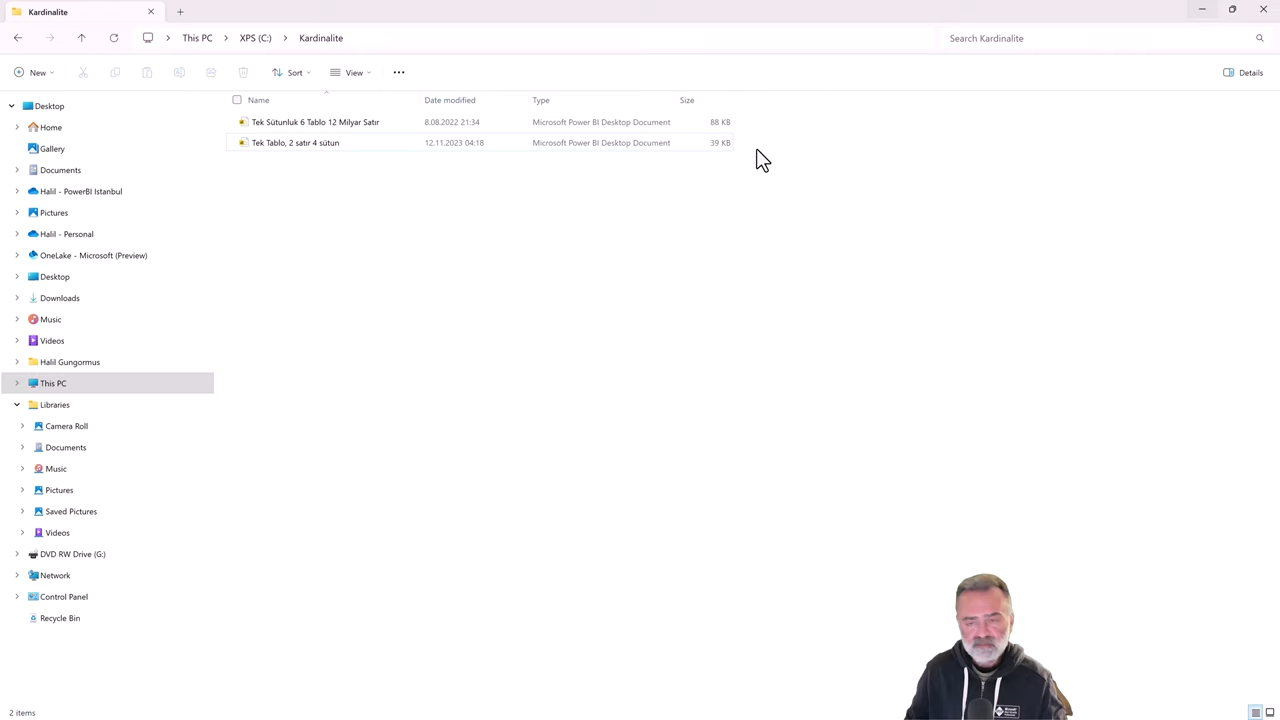 Kardinalite
This PC > XPS (C:) > Kardinalite
Search Kardinalite
New
Sort
View
Details
Name Date modified Type Size
Tek Sütunluk 6 Tablo 12 Milyar Satır 8.08.2022 21:34 Microsoft Power BI Desktop Document 88 KB
Tek Tablo, 2 satır 4 sütun 12.11.2023 04:18 Microsoft Power BI Desktop Document 39 KB
Desktop
Home
Gallery
Documents
Halil - PowerBI Istanbul
Pictures
Halil - Personal
OneLake - Microsoft (Preview)
Desktop
Downloads
Music
Videos
Halil Gungormus
This PC
Libraries
Camera Roll
Documents
Music
Pictures
Saved Pictures
Videos
DVD RW Drive (G:)
Network
Control Panel
Recycle Bin
2 items